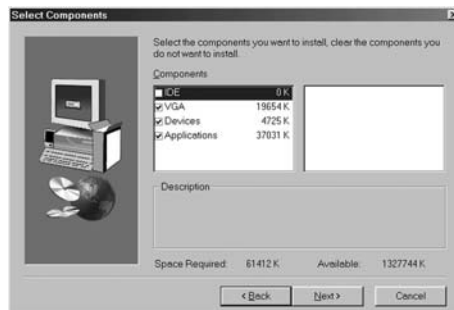 Select Components
Select the components you want to install, clear the components you
do not want to install.
Components
IDE 0 K
VGA 19654 K
Devices 4725 K
Applications 37031 K
Description
Space Required: 61412 K Available: 1327744 K
< Back Next > Cancel